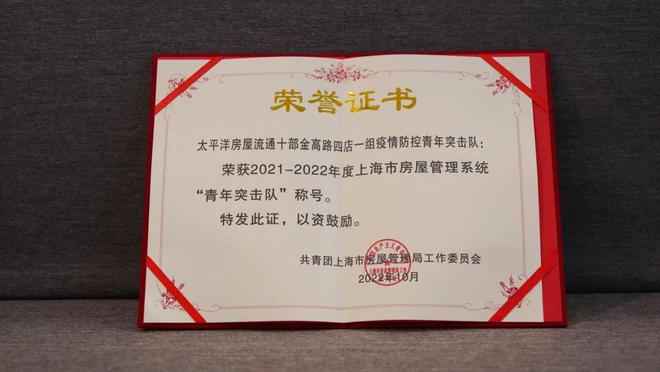 荣誉证书
太平洋房屋流通十部金高路四店一组疫情防控青年突击队：
荣获2021-2022年度上海市房屋管理系统
“青年突击队”称号。
特发此证，以资鼓励。
共青团上海市房屋管理局工作委员会
2022年10月